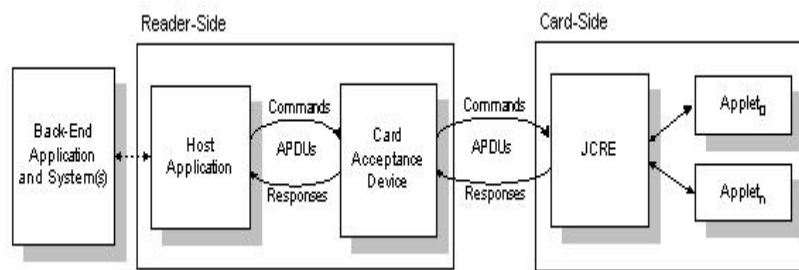 Reader-Side
Card-Side
Back-End
Application
and System(s)
Host
Application
Commands
APDUs
Responses
Card
Acceptance
Device
Commands
APDUs
Responses
JCRE
Applet0
Appletn